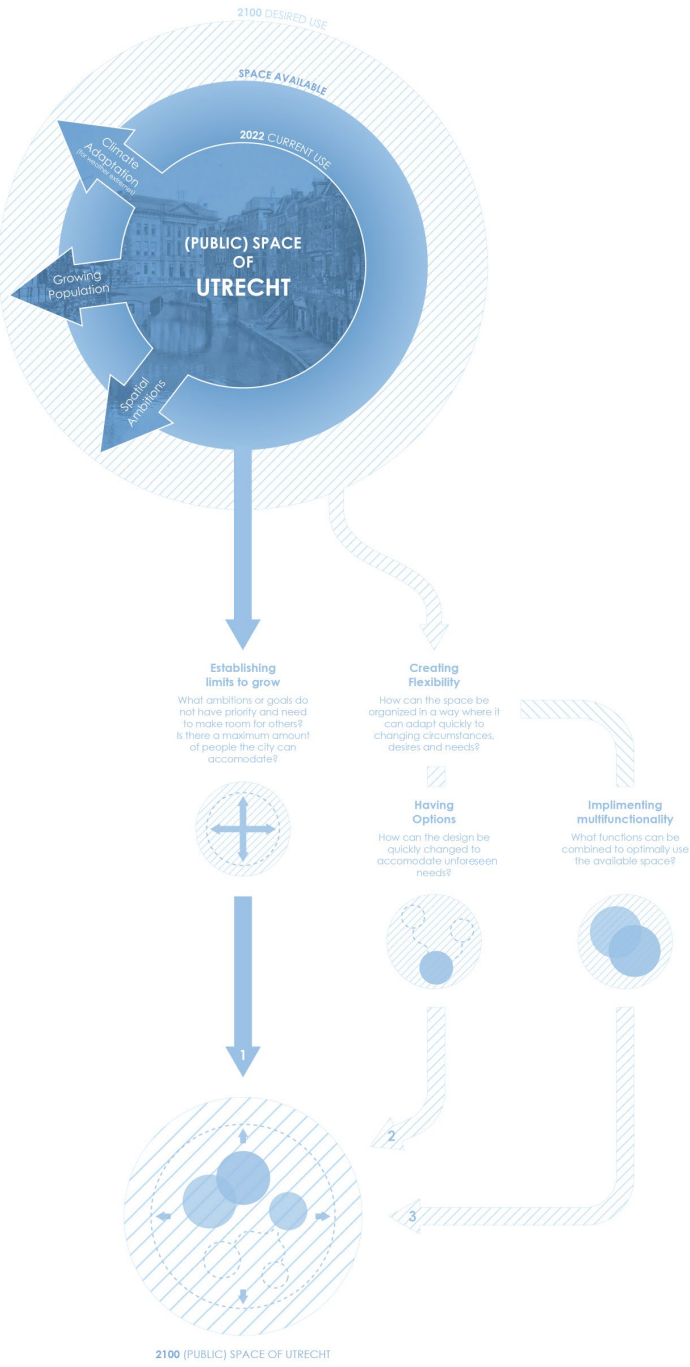 2100 DESIRED USE
SPACE AVAILABLE
2022 CURRENT USE
Climate
Adaptation
(for weather extremes)
(PUBLIC) SPACE
OF
UTRECHT
Growing
Population
Spatial
Ambitions
Establishing
limits to grow
What ambitions or goals do
not have priority and need
to make room for others?
Is there a maximum amount
of people the city can
accomodate?
Creating
Flexibility
How can the space be
organized in a way where it
can adapt quickly to
changing circumstances,
desires and needs?
Having
Options
How can the design be
quickly changed to
accomodate unforeseen
needs?
Implimenting
multifunctionality
What functions can be
combined to optimally use
the available space?
1
2
3
2100 (PUBLIC) SPACE OF UTRECHT